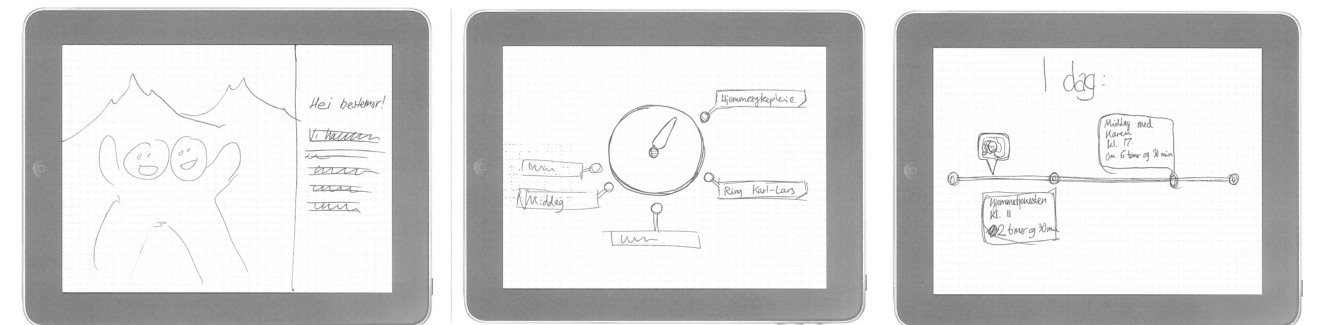 Hei bestemor!
Vi
Hjemmesykepleie
Ring Karl-Lars
Middag
I dag:
Middag med
Karen
kl. 17
Om 6 timer og 30 min
Hjemmetjenesten
kl. 11
2 timer og 30 min